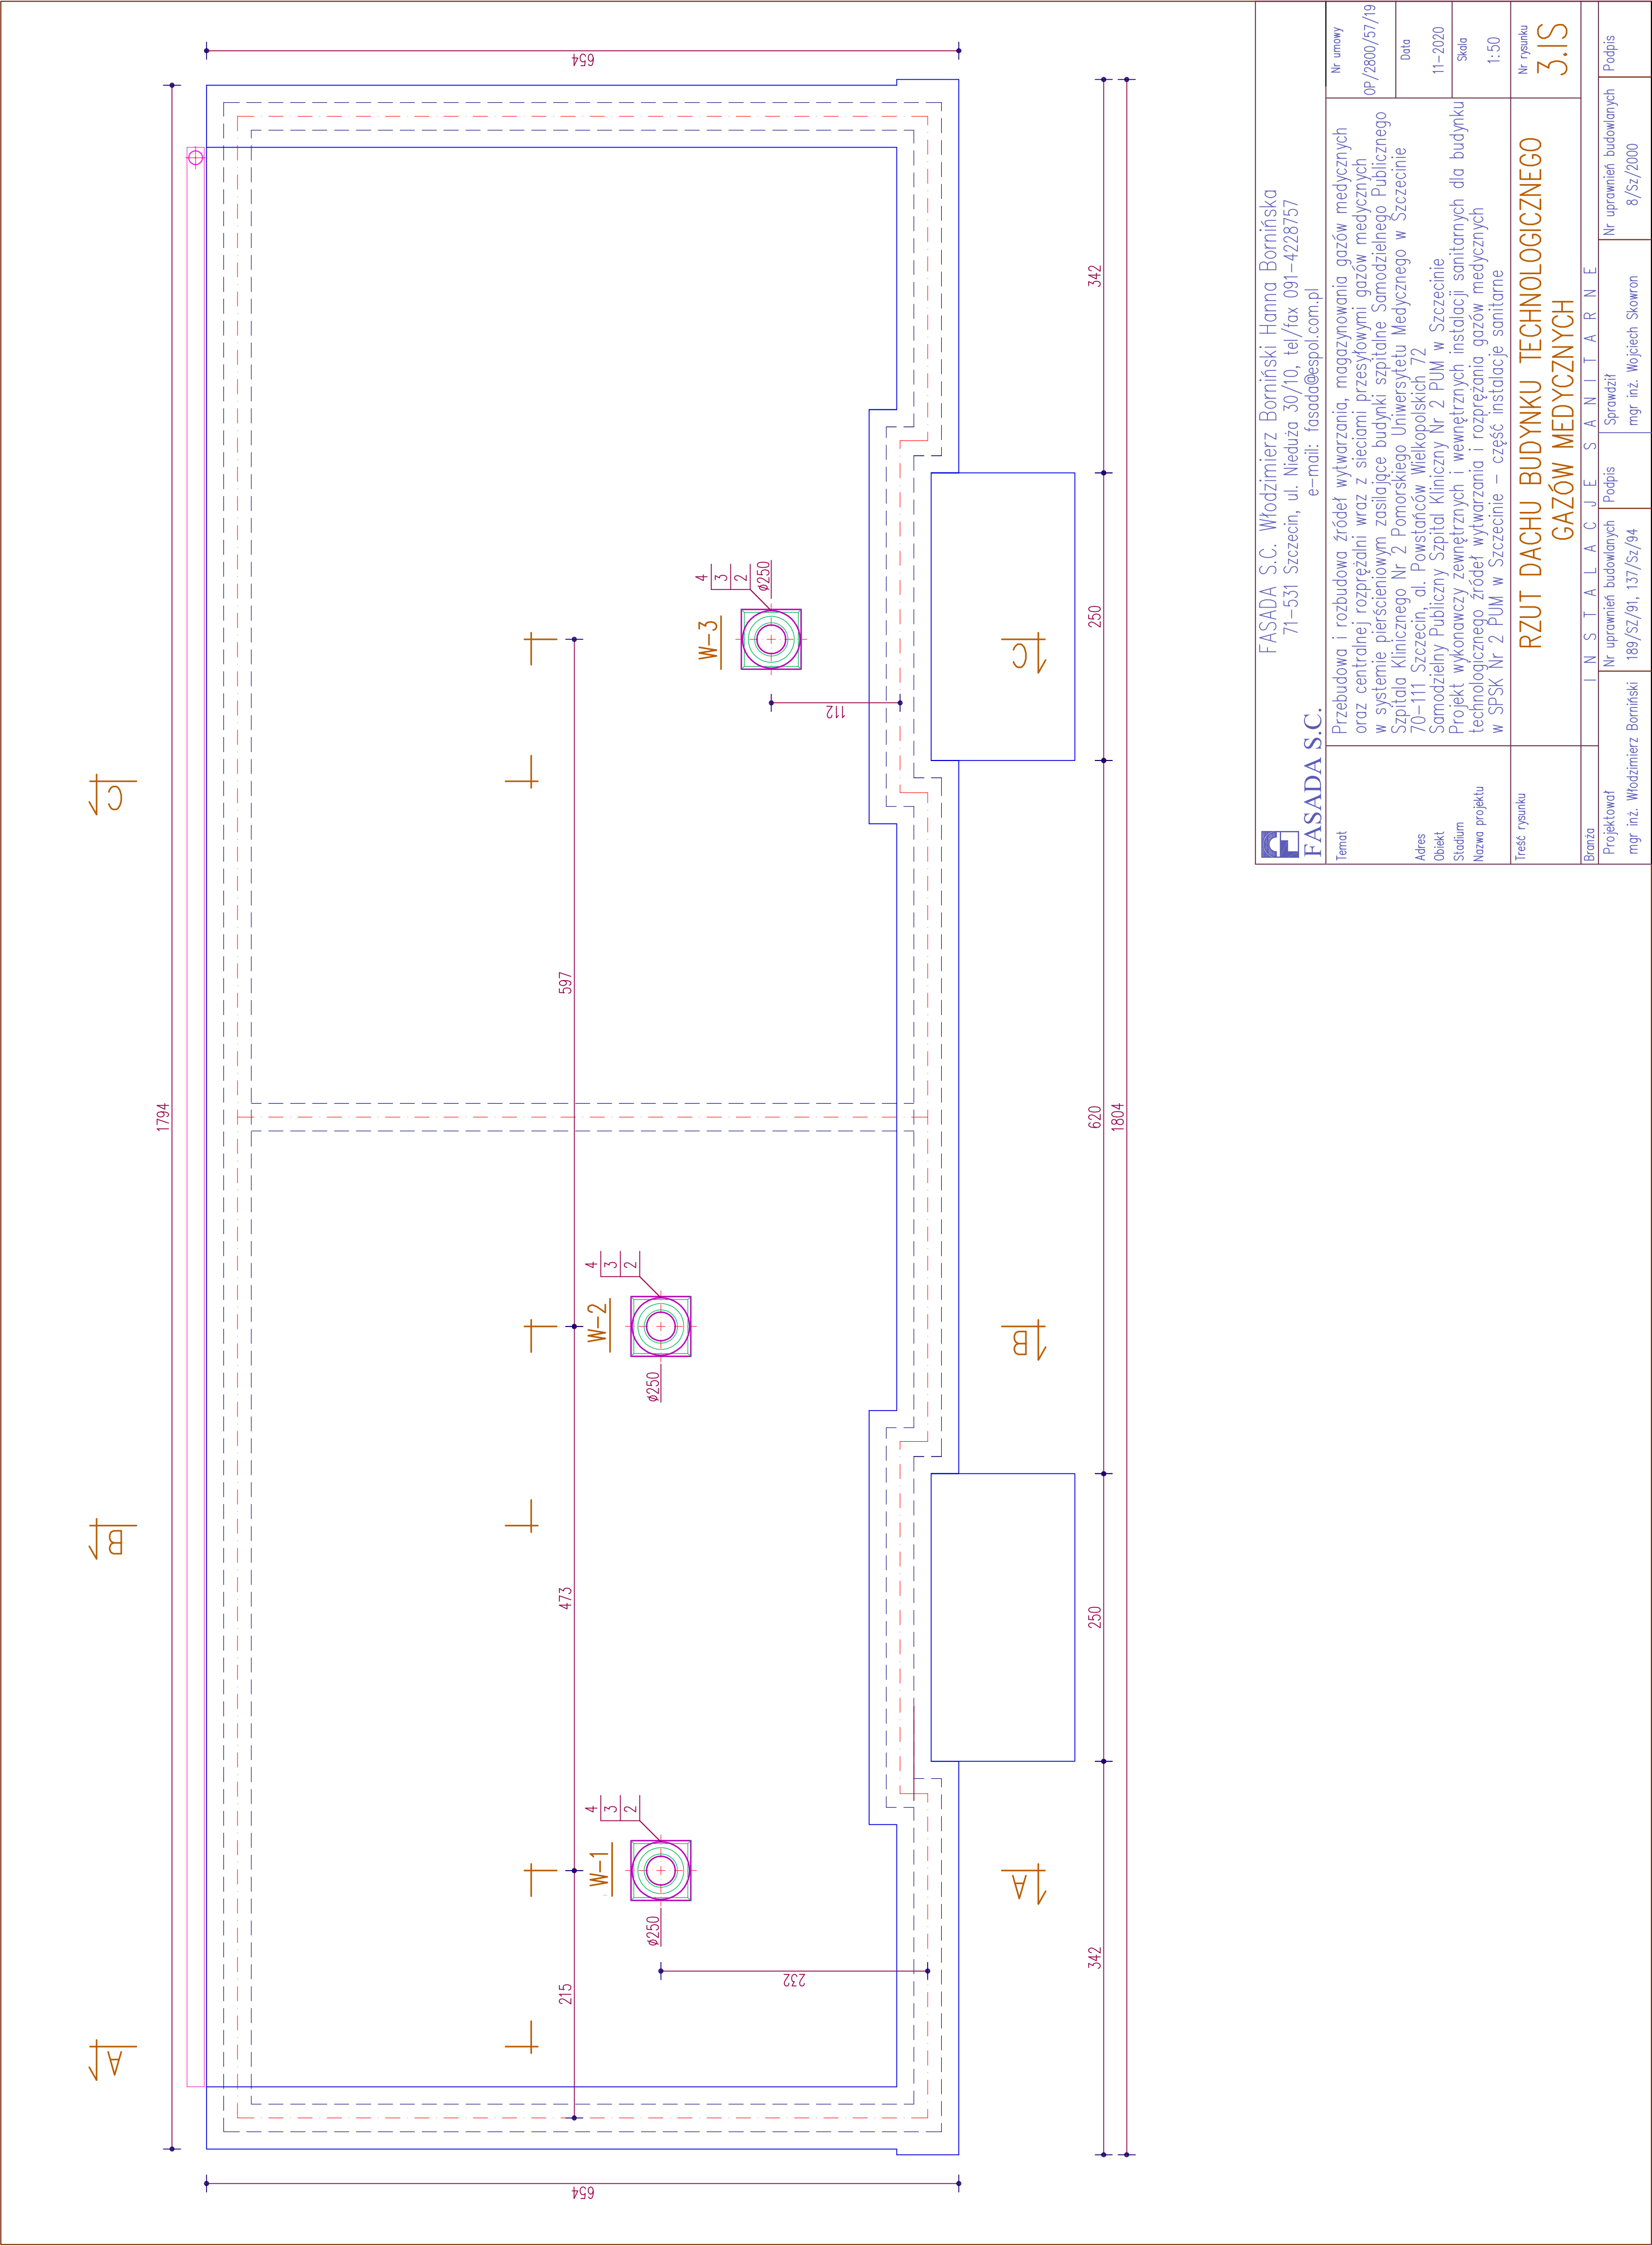 1794
654
654
A
B
C
A
B
C
215
473
597
232
112
W-1
4
3
2
ø250
W-2
4
3
2
ø250
W-3
4
3
2
ø250
342
250
620
250
342
1804
FASADA S.C. Włodzimierz Borniński Hanna Bornińska
71-531 Szczecin, ul. Nieduża 30/10, tel/fax 091-4228757
e-mail: fasada@espol.com.pl
FASADA S.C.
Temat
Przebudowa i rozbudowa źródeł wytwarzania, magazynowania gazów medycznych
oraz centralnej rozprężalni wraz z sieciami przesyłowymi gazów medycznych
w systemie pierścieniowym zasilające budynki szpitalne Samodzielnego Publicznego
Szpitala Klinicznego Nr 2 Pomorskiego Uniwersytetu Medycznego w Szczecinie
Adres
70-111 Szczecin, al. Powstańców Wielkopolskich 72
Obiekt
Samodzielny Publiczny Szpital Kliniczny Nr 2 PUM w Szczecinie
Stadium
Nazwa projektu
Projekt wykonawczy zewnętrznych i wewnętrznych instalacji sanitarnych dla budynku
technologicznego źródeł wytwarzania i rozprężania gazów medycznych
w SPSK Nr 2 PUM w Szczecinie - część instalacje sanitarne
Nr umowy
OP/2800/57/19
Data
11-2020
Skala
1:50
Treść rysunku
RZUT DACHU BUDYNKU TECHNOLOGICZNEGO
GAZÓW MEDYCZNYCH
Nr rysunku
3.IS
Branża
I N S T A L A C J E S A N I T A R N E
Projektował
Nr uprawnień budowlanych
Podpis
Sprawdził
Nr uprawnień budowlanych
Podpis
mgr inż. Włodzimierz Borniński
189/SZ/91, 137/Sz/94
mgr inż. Wojciech Skowron
8/Sz/2000